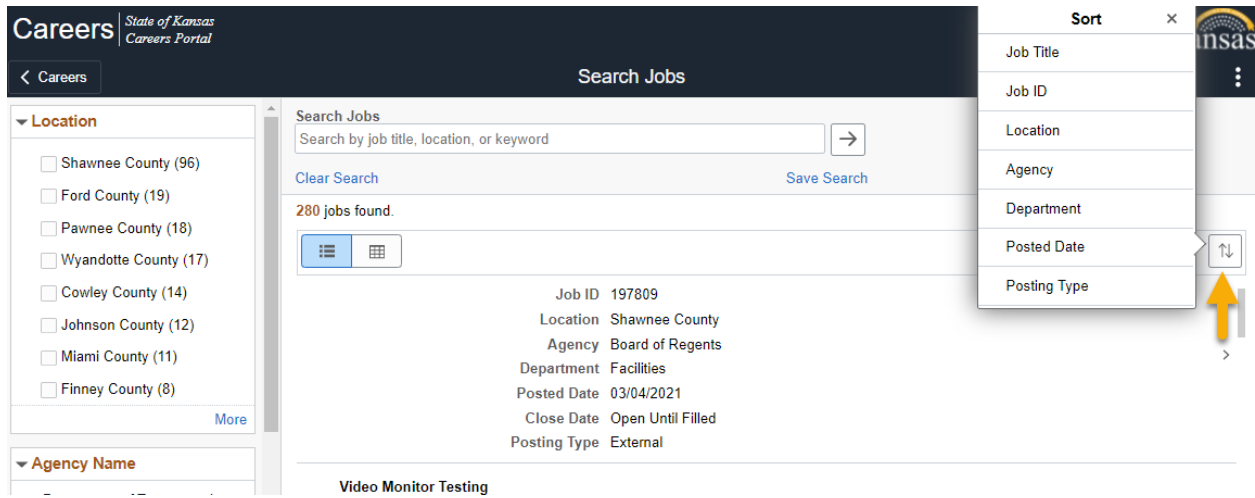 Careers State of Kansas
Careers Portal
Careers
Search Jobs
Sort ×
Job Title
Job ID
Location
Agency
Department
Posted Date
Posting Type
nsas
Location
Shawnee County (96)
Ford County (19)
Pawnee County (18)
Wyandotte County (17)
Cowley County (14)
Johnson County (12)
Miami County (11)
Finney County (8)
More
Agency Name
Search Jobs
Search by job title, location, or keyword
Clear Search
Save Search
280 jobs found.
Job ID 197809
Location Shawnee County
Agency Board of Regents
Department Facilities
Posted Date 03/04/2021
Close Date Open Until Filled
Posting Type External
Video Monitor Testing